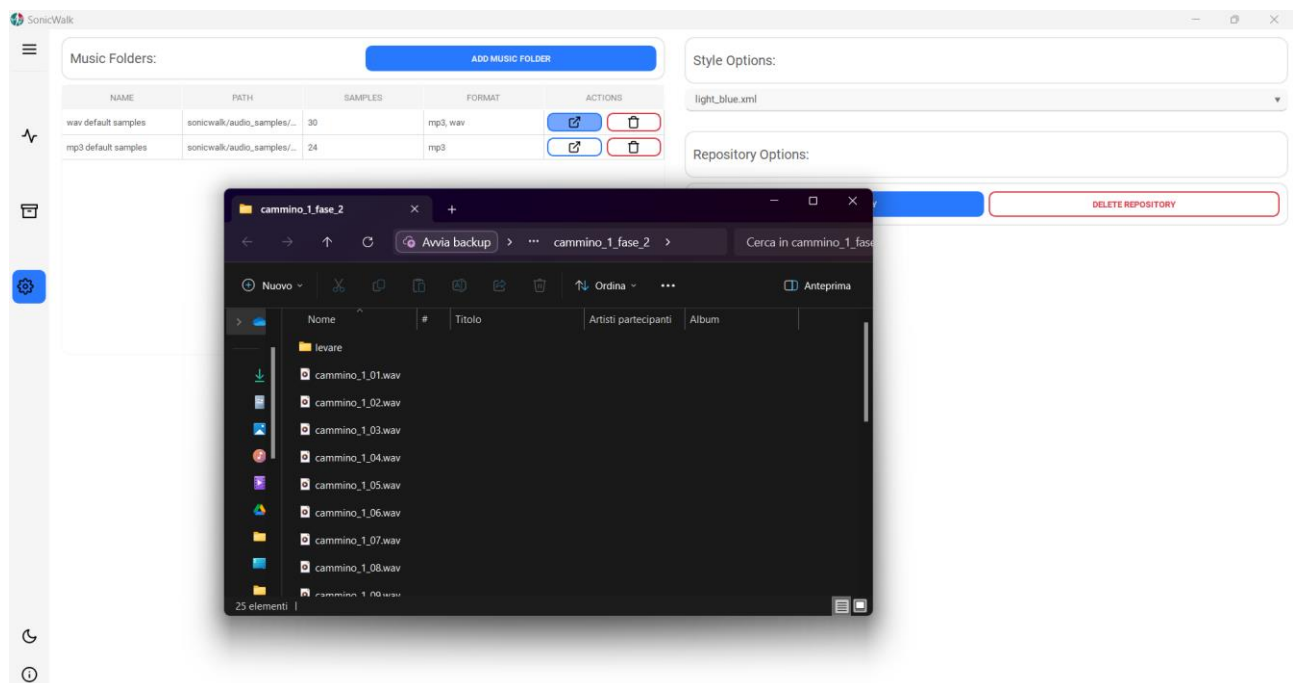 SonicWalk
Music Folders:
ADD MUSIC FOLDER
NAME PATH SAMPLES FORMAT ACTIONS
wav default samples sonicwalk/audio_samples/... 30 mp3, wav
mp3 default samples sonicwalk/audio_samples/... 24 mp3
Style Options:
light_blue.xml
Repository Options:
DELETE REPOSITORY
cammino_1_fase_2
Avvia backup > ... cammino_1_fase_2 >
Cerca in cammino_1_fase
Nuovo
Ordina
Anteprima
Nome # Titolo Artisti partecipanti Album
levare
cammino_1_01.wav
cammino_1_02.wav
cammino_1_03.wav
cammino_1_04.wav
cammino_1_05.wav
cammino_1_06.wav
cammino_1_07.wav
cammino_1_08.wav
cammino_1_09.wav
25 elementi